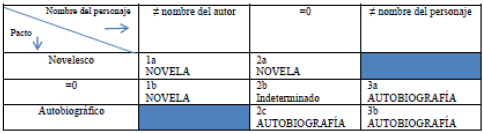 Nombre del personaje
Pacto
≠ nombre del autor
=0
≠ nombre del personaje
Novelesco
1a
NOVELA
2a
NOVELA
=0
1b
NOVELA
2b
Indeterminado
3a
AUTOBIOGRAFÍA
Autobiográfico
2c
AUTOBIOGRAFÍA
3b
AUTOBIOGRAFÍA